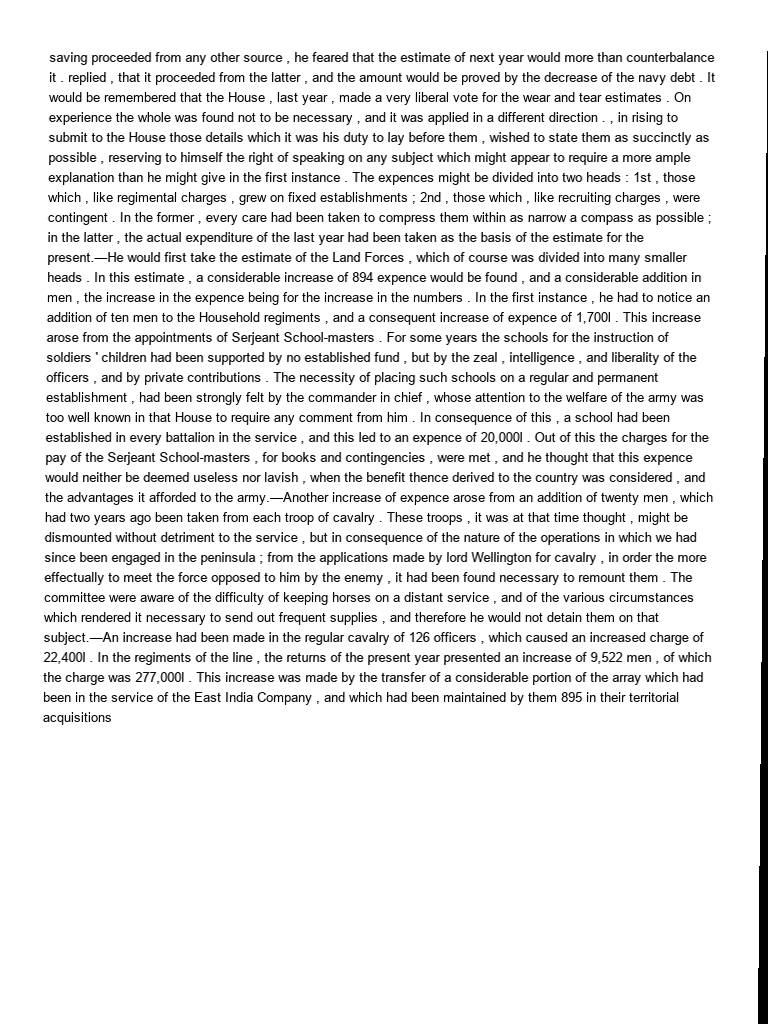 saving proceeded from any other source , he feared that the estimate of next year would more than counterbalance
it . replied , that it proceeded from the latter , and the amount would be proved by the decrease of the navy debt . It
would be remembered that the House , last year , made a very liberal vote for the wear and tear estimates . On
experience the whole was found not to be necessary , and it was applied in a different direction . , in rising to
submit to the House those details which it was his duty to lay before them , wished to state them as succinctly as
possible , reserving to himself the right of speaking on any subject which might appear to require a more ample
explanation than he might give in the first instance . The expences might be divided into two heads : 1st , those
which , like regimental charges , grew on fixed establishments ; 2nd , those which , like recruiting charges , were
contingent . In the former , every care had been taken to compress them within as narrow a compass as possible ;
in the latter , the actual expenditure of the last year had been taken as the basis of the estimate for the
present.—He would first take the estimate of the Land Forces , which of course was divided into many smaller
heads . In this estimate , a considerable increase of 894 expence would be found , and a considerable addition in
men , the increase in the expence being for the increase in the numbers . In the first instance , he had to notice an
addition of ten men to the Household regiments , and a consequent increase of expence of 1,700l . This increase
arose from the appointments of Serjeant School-masters . For some years the schools for the instruction of
soldiers ' children had been supported by no established fund , but by the zeal , intelligence , and liberality of the
officers , and by private contributions . The necessity of placing such schools on a regular and permanent
establishment , had been strongly felt by the commander in chief , whose attention to the welfare of the army was
too well known in that House to require any comment from him . In consequence of this , a school had been
established in every battalion in the service , and this led to an expence of 20,000l . Out of this the charges for the
pay of the Serjeant School-masters , for books and contingencies , were met , and he thought that this expence
would neither be deemed useless nor lavish , when the benefit thence derived to the country was considered , and
the advantages it afforded to the army.—Another increase of expence arose from an addition of twenty men , which
had two years ago been taken from each troop of cavalry . These troops , it was at that time thought , might be
dismounted without detriment to the service , but in consequence of the nature of the operations in which we had
since been engaged in the peninsula ; from the applications made by lord Wellington for cavalry , in order the more
effectually to meet the force opposed to him by the enemy , it had been found necessary to remount them . The
committee were aware of the difficulty of keeping horses on a distant service , and of the various circumstances
which rendered it necessary to send out frequent supplies , and therefore he would not detain them on that
subject.—An increase had been made in the regular cavalry of 126 officers , which caused an increased charge of
22,400l . In the regiments of the line , the returns of the present year presented an increase of 9,522 men , of which
the charge was 277,000l . This increase was made by the transfer of a considerable portion of the array which had
been in the service of the East India Company , and which had been maintained by them 895 in their territorial
acquisitions